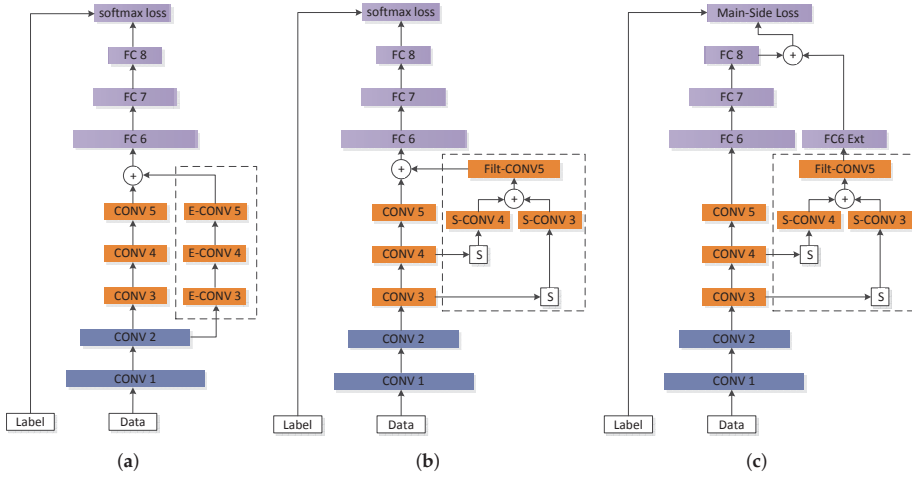 softmax loss
FC 8
FC 7
FC 6
+
CONV 5
E-CONV 5
CONV 4
E-CONV 4
CONV 3
E-CONV 3
CONV 2
CONV 1
Label
Data
(a)
softmax loss
FC 8
FC 7
FC 6
+
Filt-CONV5
+
CONV 5
S-CONV 4
S-CONV 3
CONV 4
S
CONV 3
S
CONV 2
CONV 1
Label
Data
(b)
Main-Side Loss
FC 8
+
FC 7
FC 6
FC6 Ext
Filt-CONV5
+
CONV 5
S-CONV 4
S-CONV 3
CONV 4
S
CONV 3
S
CONV 2
CONV 1
Label
Data
(c)